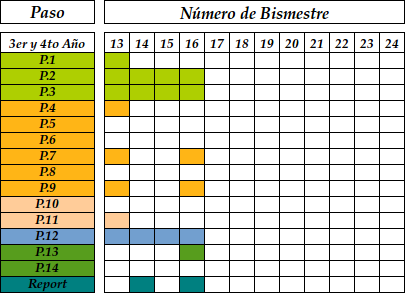 Paso Número de Bismestre
3er y 4to Año 13 14 15 16 17 18 19 20 21 22 23 24
P.1
P.2
P.3
P.4
P.5
P.6
P.7
P.8
P.9
P.10
P.11
P.12
P.13
P.14
Report